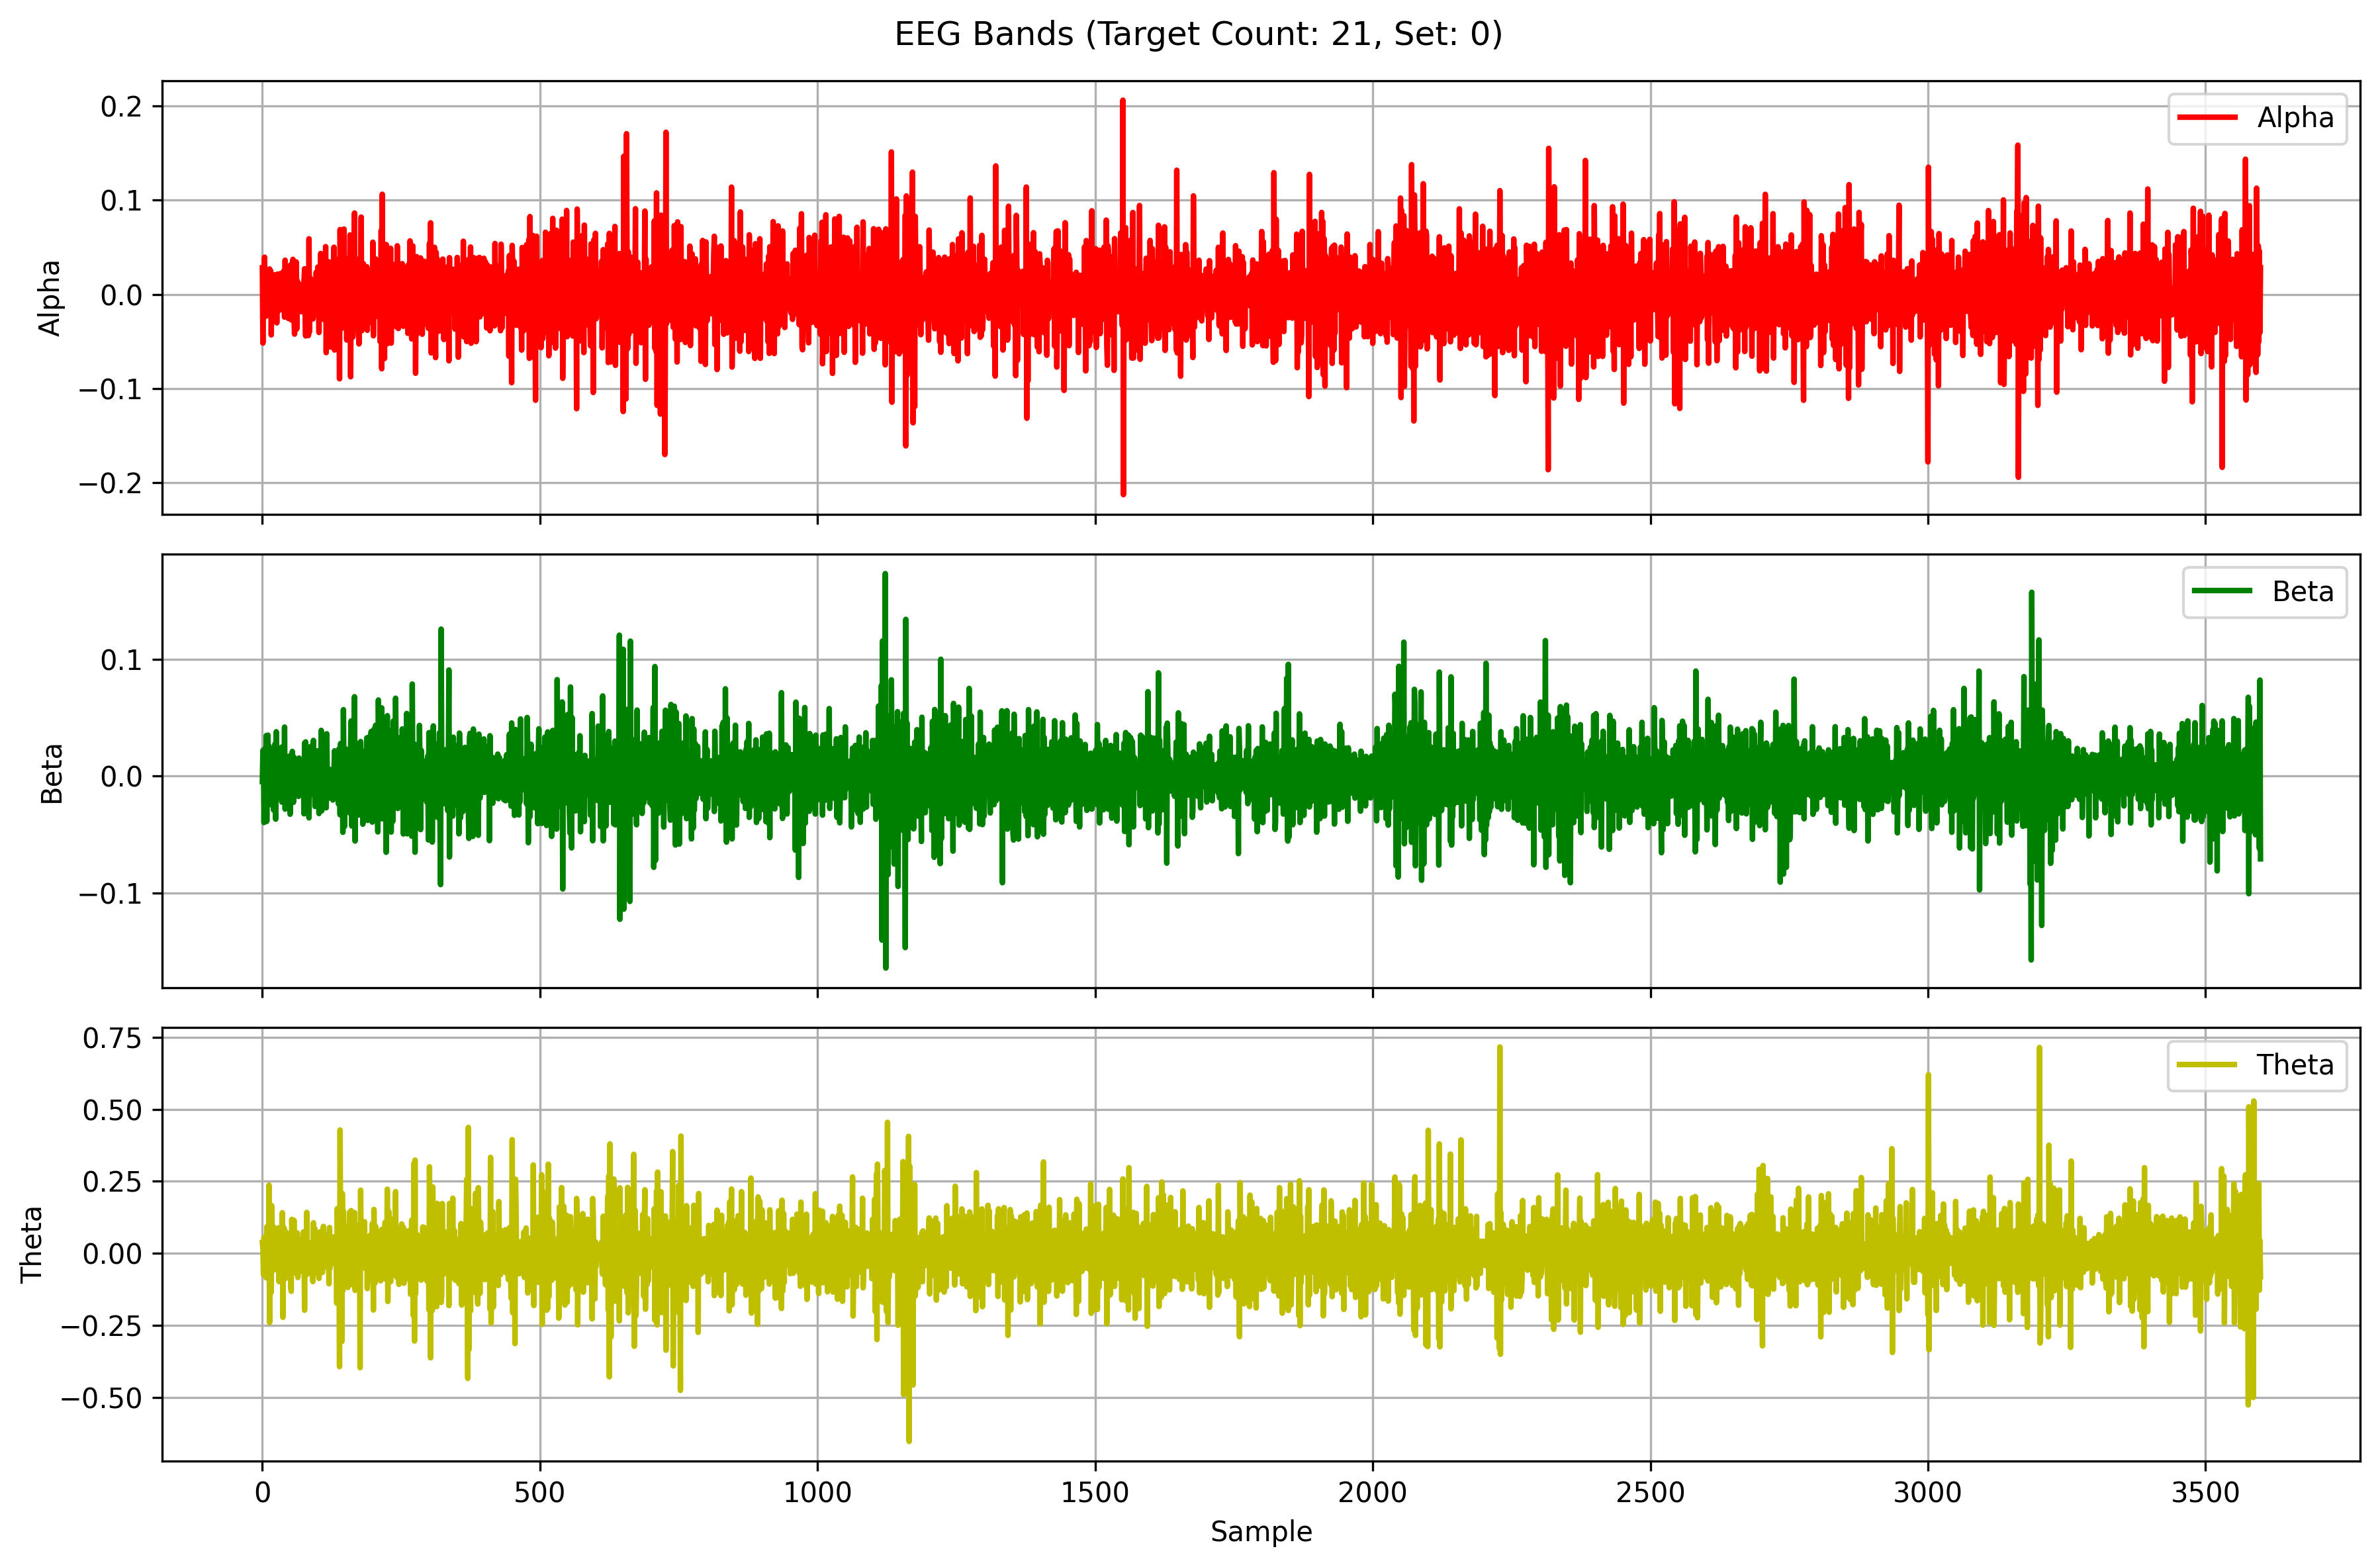 EEG Bands (Target Count: 21, Set: 0)
Alpha
0.2
0.1
0.0
−0.1
−0.2
Alpha
Beta
0.1
0.0
−0.1
Beta
Theta
0.75
0.50
0.25
0.00
−0.25
−0.50
Theta
0 500 1000 1500 2000 2500 3000 3500
Sample